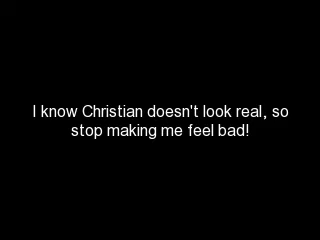 I know Christian doesn't look real, so
stop making me feel bad!